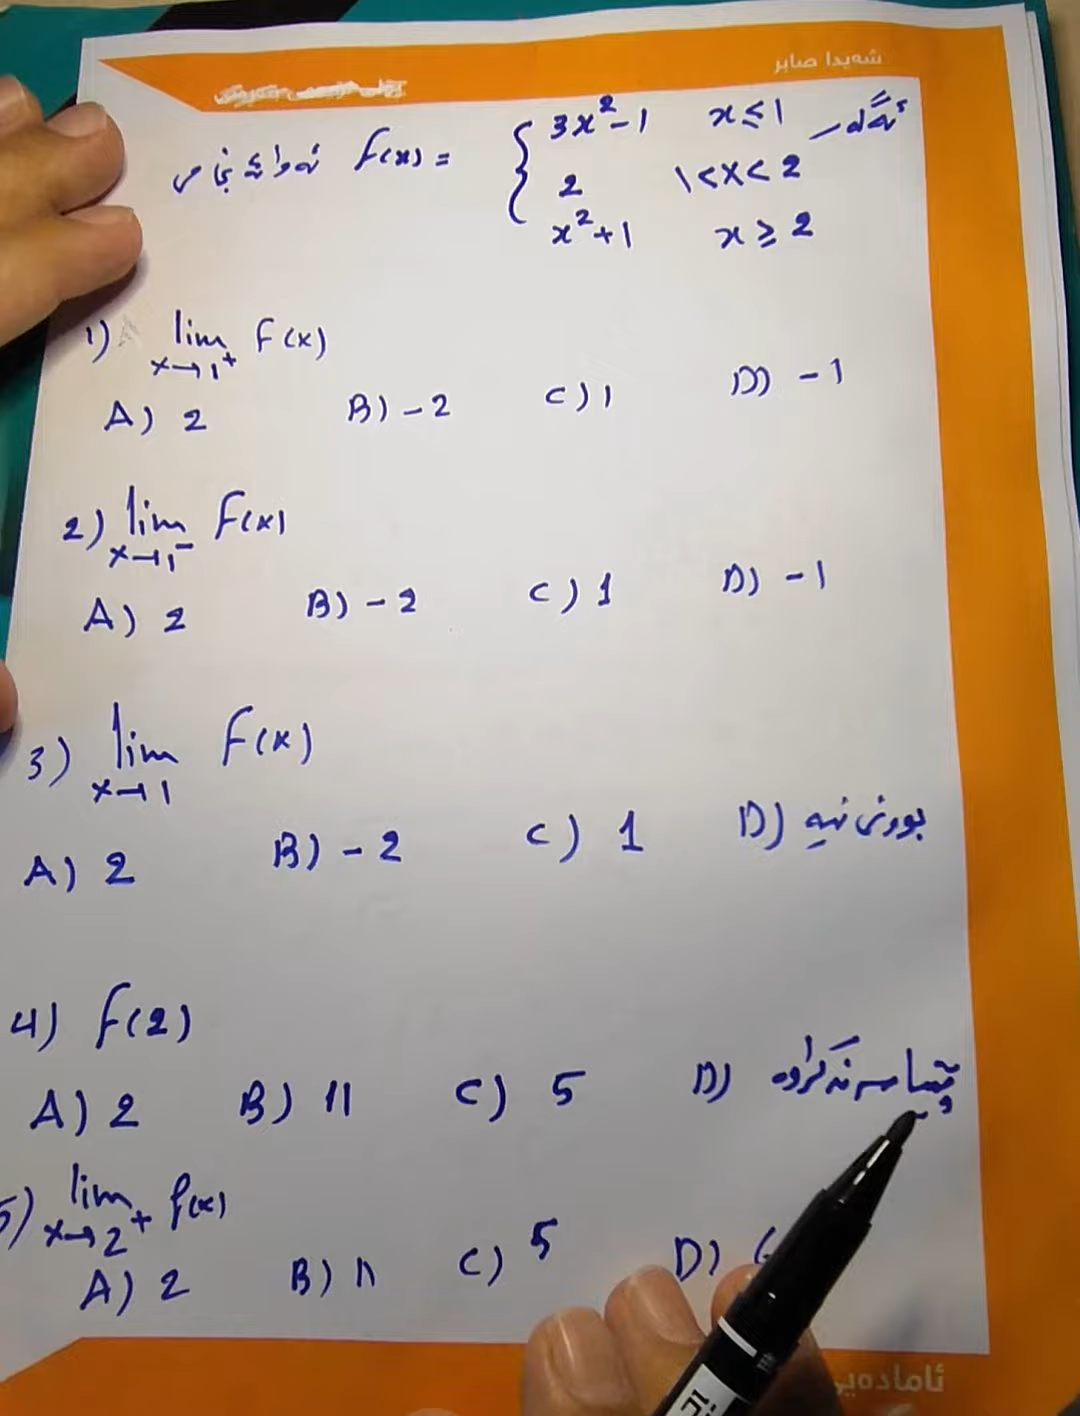 شەیدا صابر
ئەگەر f(x) = { 3x²-1 x≤1
2 1<x<2
x²+1 x≥2
1) lim x→1⁺ f(x)
A) 2 B) -2 C) 1 D) -1
2) lim x→1⁻ f(x)
A) 2 B) -2 C) 1 D) -1
3) lim x→1 f(x)
A) 2 B) -2 C) 1 D) بوونی نیە
4) f(2)
A) 2 B) 11 C) 5 D) پێناسە نەکراوە
5) lim x→2⁺ f(x)
A) 2 B) 11 C) 5 D)
ئامادەیی